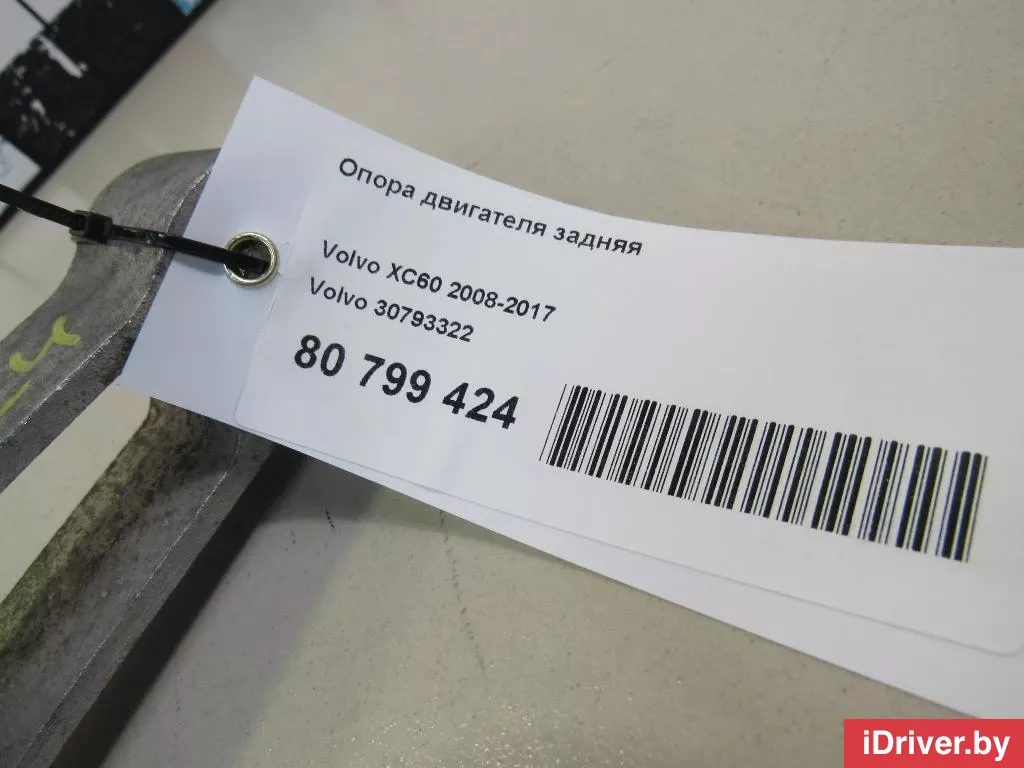 Опора двигателя задняя
Volvo XC60 2008-2017
Volvo 30793322
80 799 424
iDriver.by